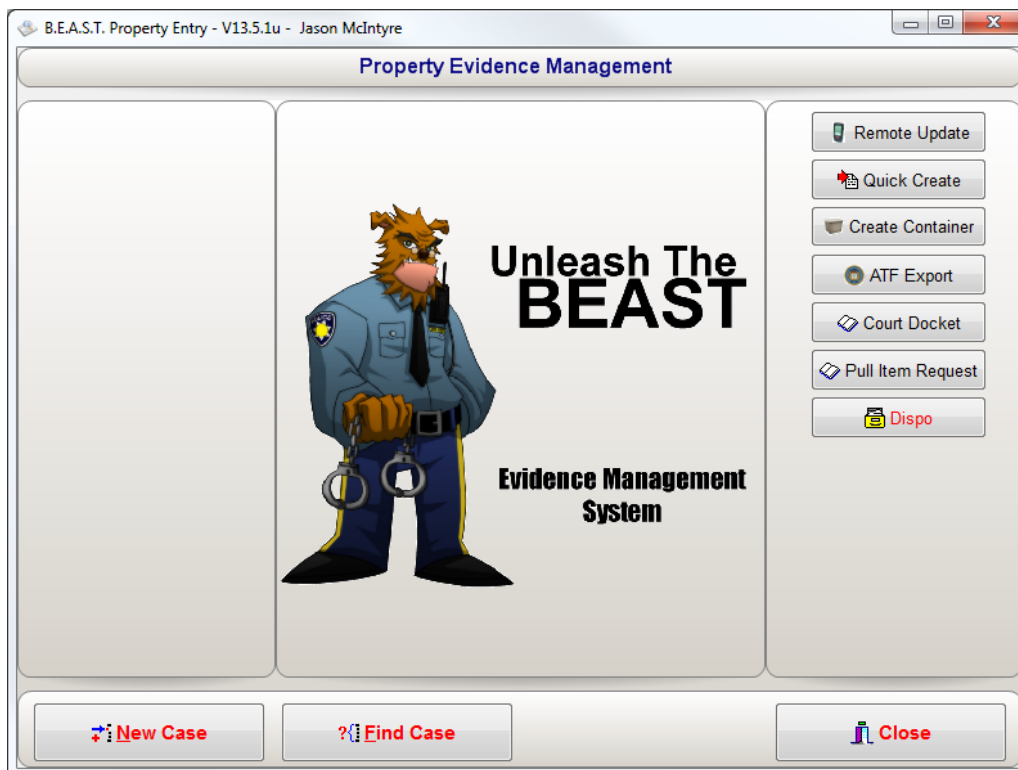 B.E.A.S.T. Property Entry - V13.5.1u - Jason McIntyre
Property Evidence Management
Unleash The
BEAST
Evidence Management
System
Remote Update
Quick Create
Create Container
ATF Export
Court Docket
Pull Item Request
Dispo
New Case
Find Case
Close